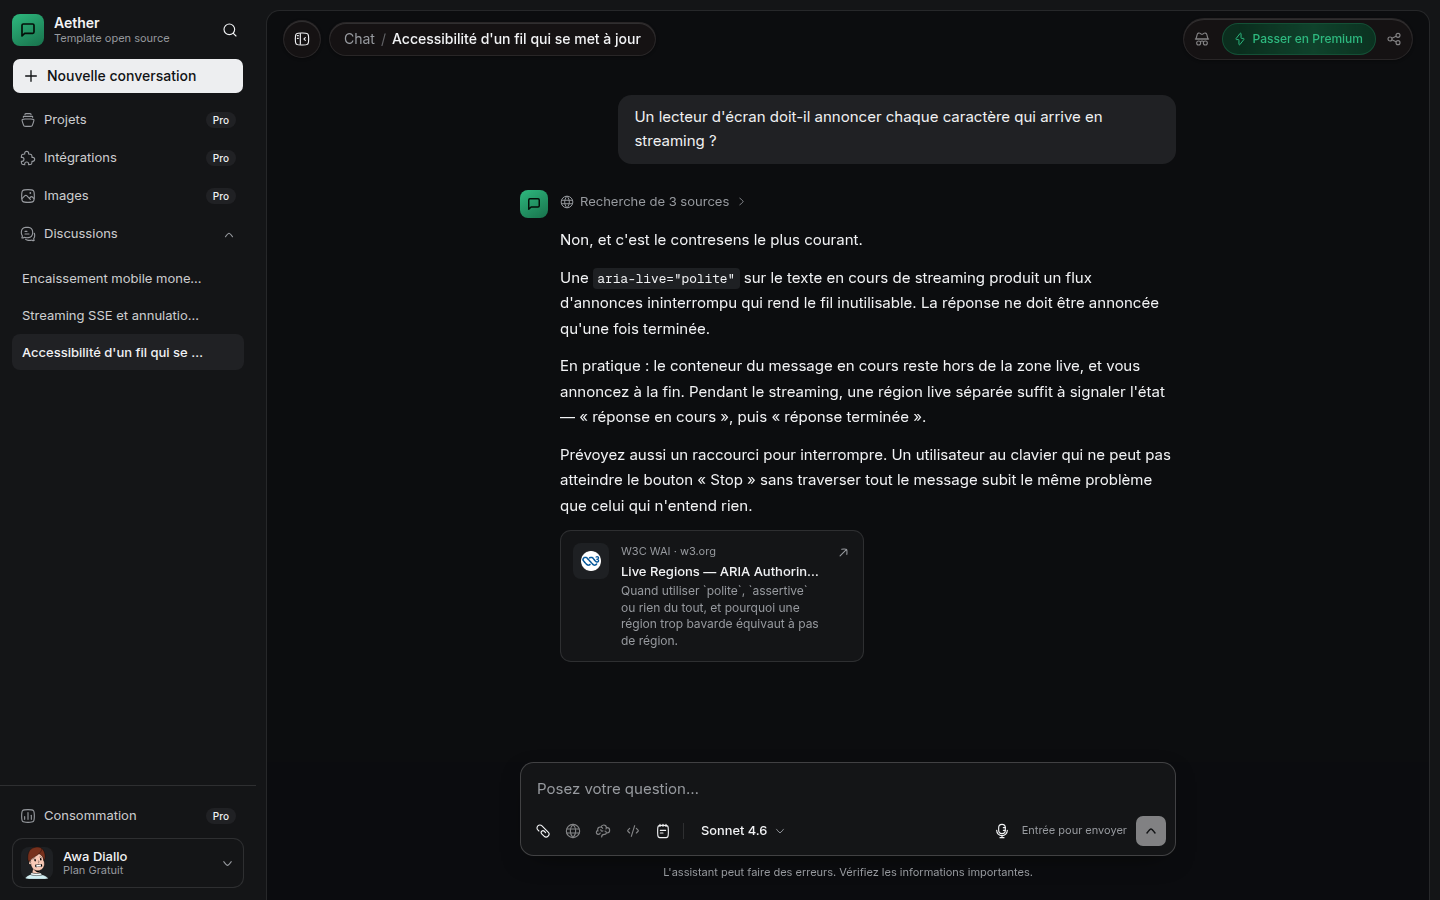 Aether
Template open source
Nouvelle conversation
Projets Pro
Intégrations Pro
Images Pro
Discussions
Encaissement mobile mone...
Streaming SSE et annulatio...
Accessibilité d'un fil qui se ...
Consommation Pro
Awa Diallo
Plan Gratuit
Chat / Accessibilité d'un fil qui se met à jour
Passer en Premium
Un lecteur d'écran doit-il annoncer chaque caractère qui arrive en
streaming ?
Recherche de 3 sources
Non, et c'est le contresens le plus courant.
Une aria-live="polite" sur le texte en cours de streaming produit un flux
d'annonces ininterrompu qui rend le fil inutilisable. La réponse ne doit être annoncée
qu'une fois terminée.
En pratique : le conteneur du message en cours reste hors de la zone live, et vous
annoncez à la fin. Pendant le streaming, une région live séparée suffit à signaler l'état
— « réponse en cours », puis « réponse terminée ».
Prévoyez aussi un raccourci pour interrompre. Un utilisateur au clavier qui ne peut pas
atteindre le bouton « Stop » sans traverser tout le message subit le même problème
que celui qui n'entend rien.
W3C WAI · w3.org
Live Regions — ARIA Authorin...
Quand utiliser `polite`, `assertive`
ou rien du tout, et pourquoi une
région trop bavarde équivaut à pas
de région.
Posez votre question...
Sonnet 4.6
Entrée pour envoyer
L'assistant peut faire des erreurs. Vérifiez les informations importantes.